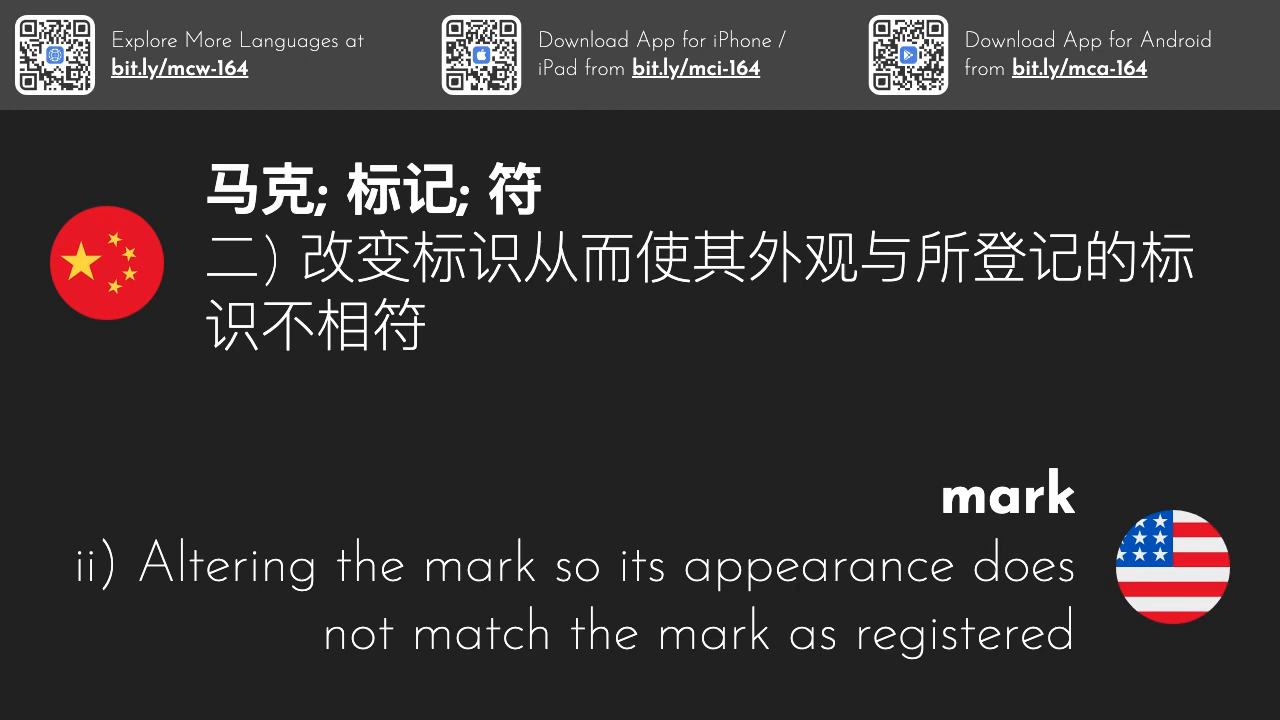 Explore More Languages at
bit.ly/mcw-164
Download App for iPhone /
iPad from bit.ly/mci-164
Download App for Android
from bit.ly/mca-164
马克; 标记; 符
二) 改变标识从而使其外观与所登记的标
识不相符
mark
ii) Altering the mark so its appearance does
not match the mark as registered